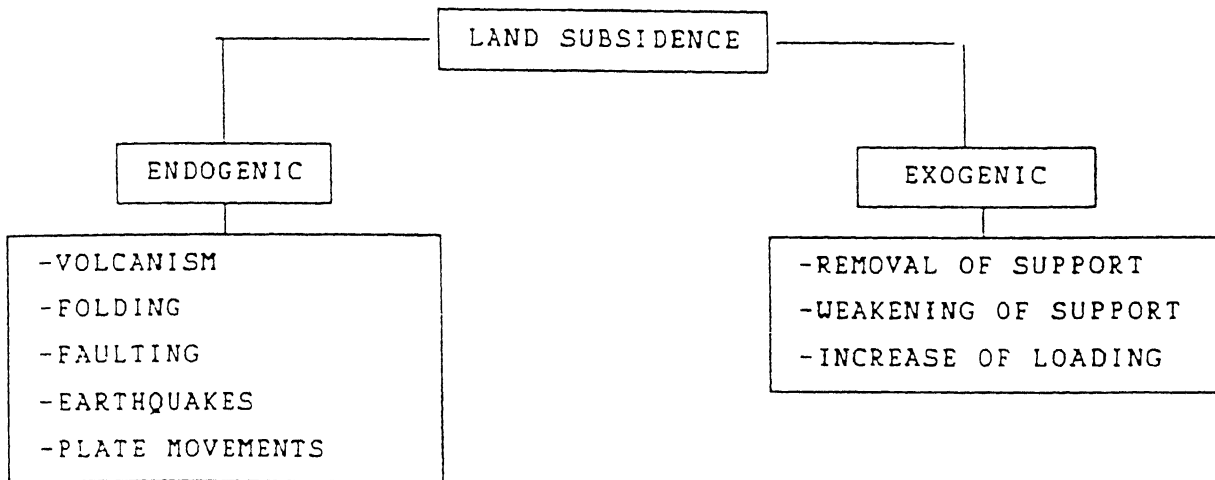 LAND SUBSIDENCE
ENDOGENIC
-VOLCANISM
-FOLDING
-FAULTING
-EARTHQUAKES
-PLATE MOVEMENTS
EXOGENIC
-REMOVAL OF SUPPORT
-WEAKENING OF SUPPORT
-INCREASE OF LOADING